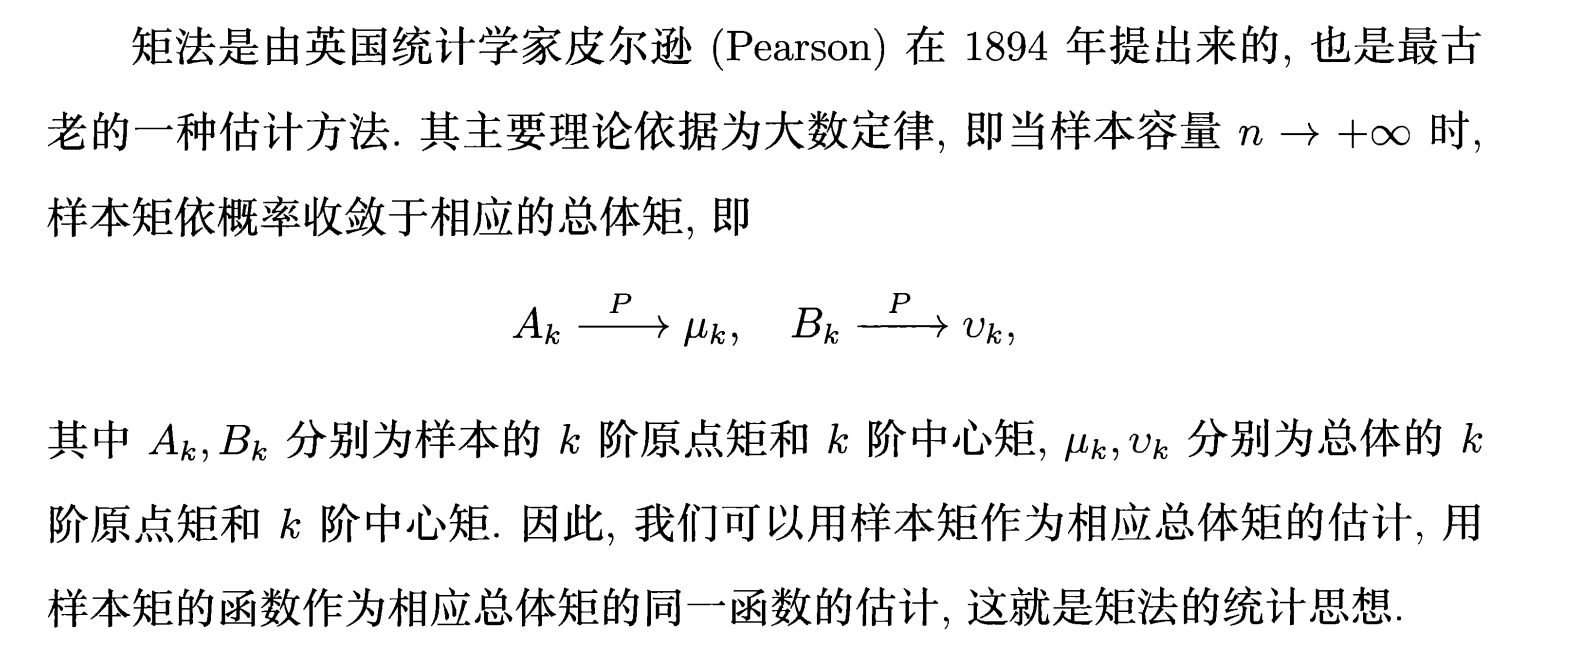 矩法是由英国统计学家皮尔逊 (Pearson) 在 1894 年提出来的, 也是最古
老的一种估计方法. 其主要理论依据为大数定律, 即当样本容量 n → +∞ 时,
样本矩依概率收敛于相应的总体矩, 即
A_k \xrightarrow{P} μ_k, B_k \xrightarrow{P} υ_k,
其中 A_k, B_k 分别为样本的 k 阶原点矩和 k 阶中心矩, μ_k, υ_k 分别为总体的 k
阶原点矩和 k 阶中心矩. 因此, 我们可以用样本矩作为相应总体矩的估计, 用
样本矩的函数作为相应总体矩的同一函数的估计, 这就是矩法的统计思想.